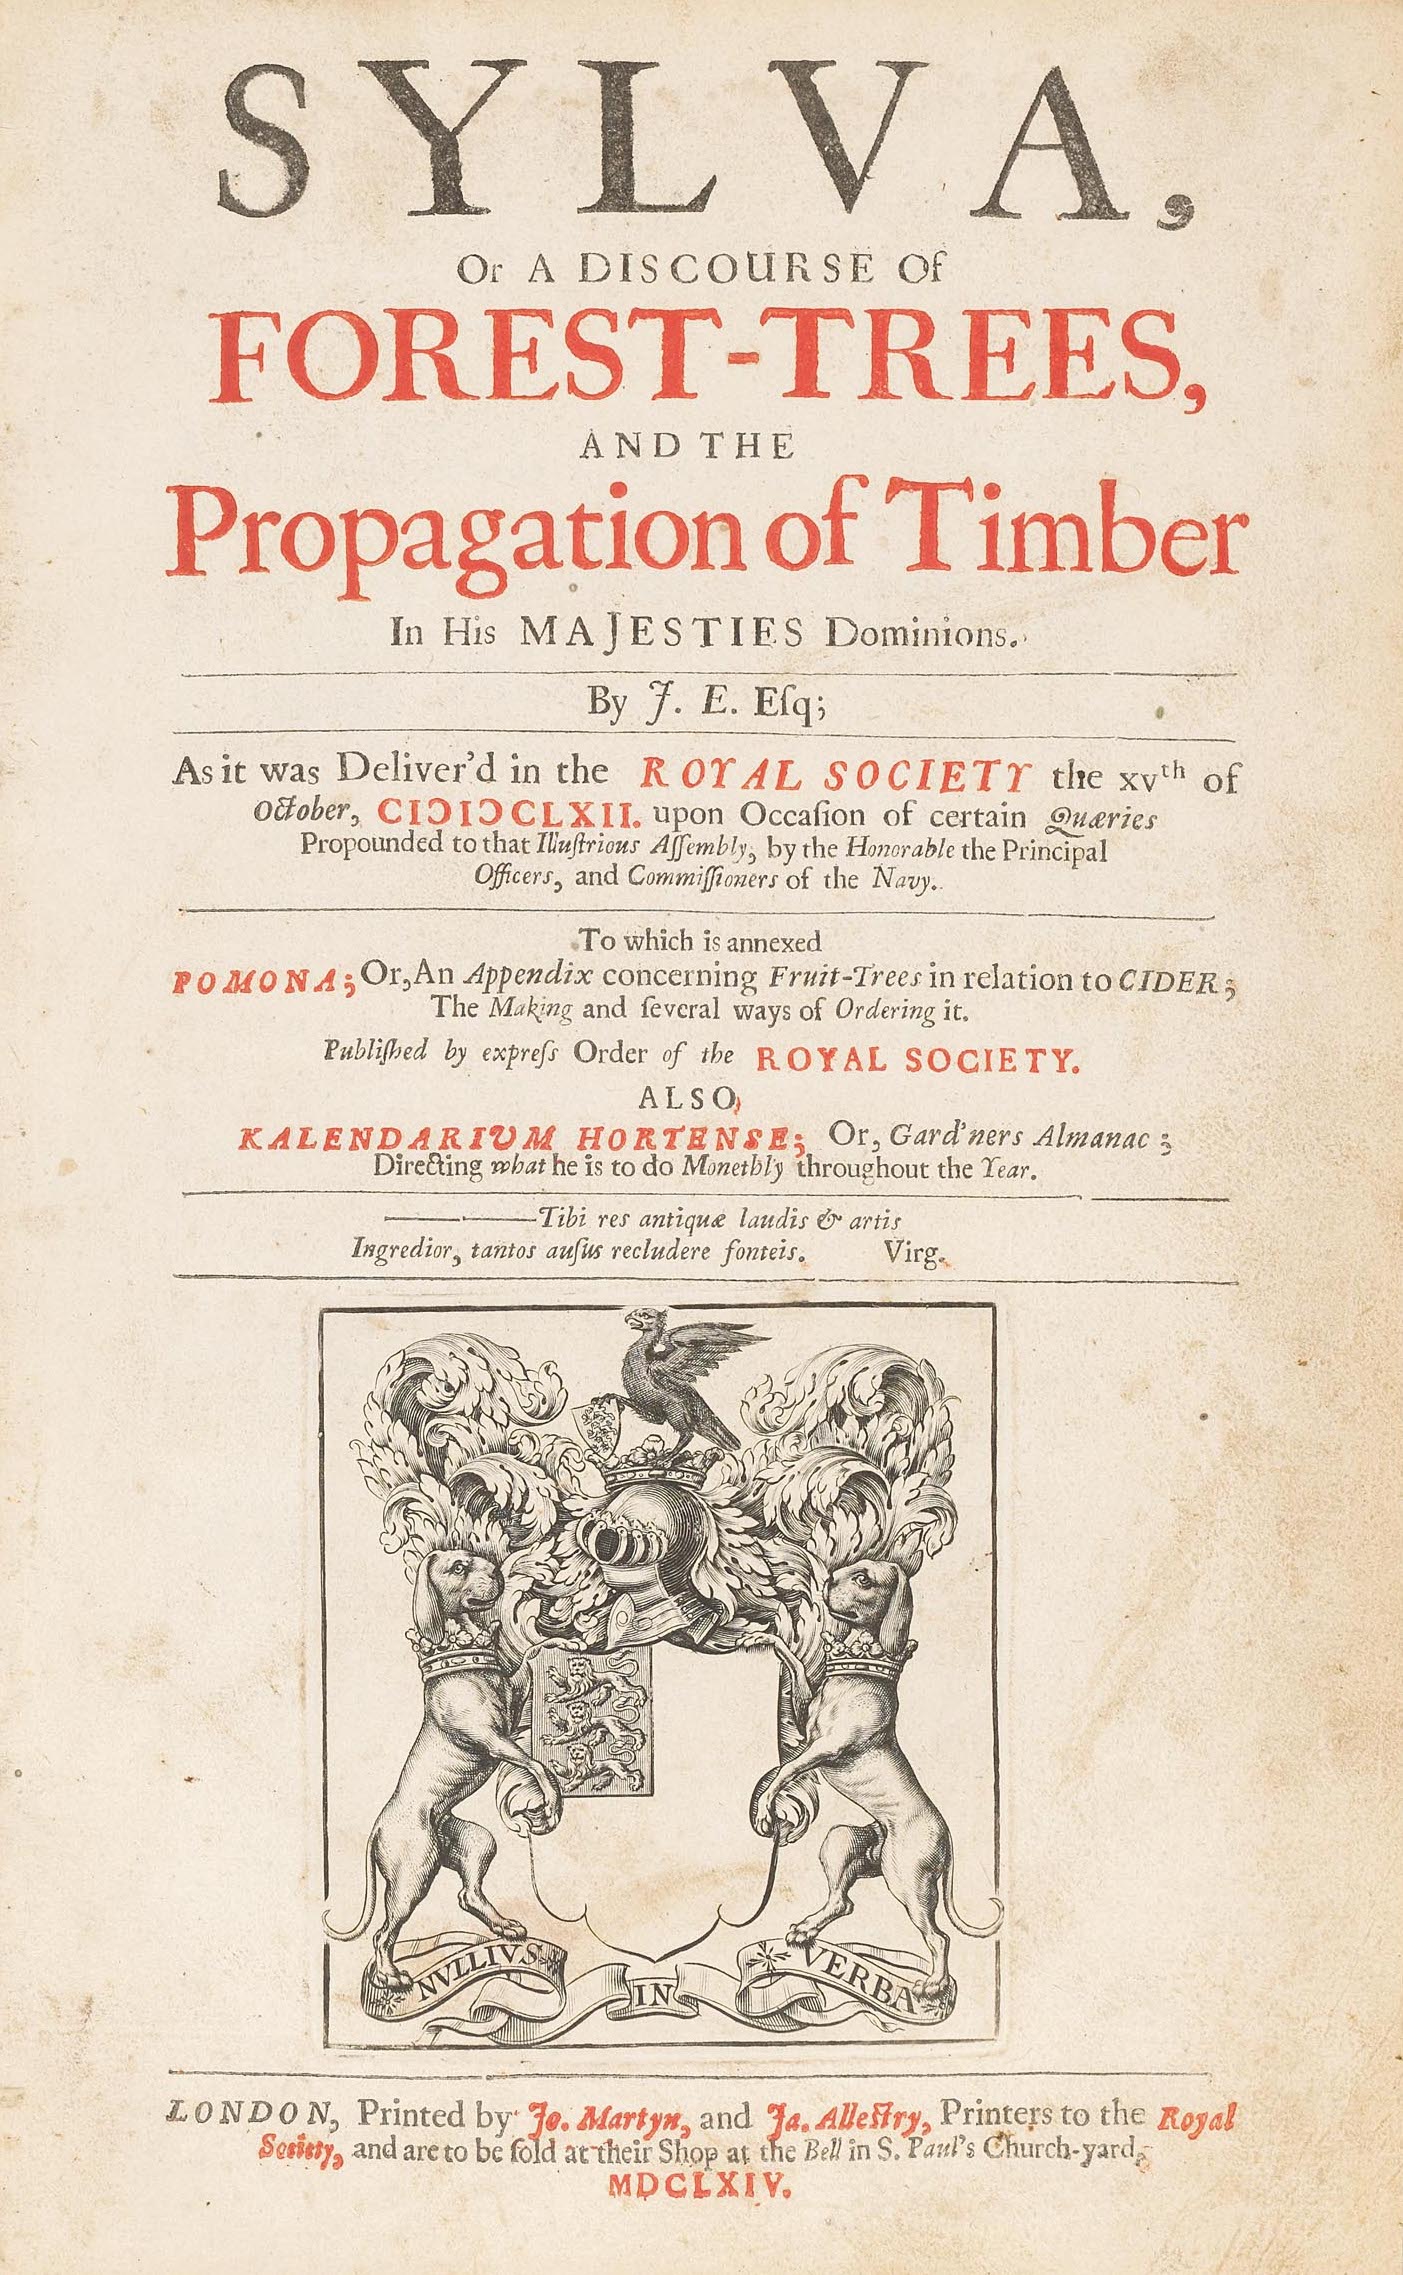 SYLVA,
Or A DISCOURSE Of
FOREST-TREES,
AND THE
Propagation of Timber
In His MAJESTIES Dominions.
By J. E. Eſq;
As it was Deliver'd in the ROYAL SOCIETY the xvth of
October, CIƆIƆCLXII. upon Occaſion of certain Quæries
Propounded to that Illuſtrious Aſſembly, by the Honorable the Principal
Officers, and Commiſſioners of the Navy.
To which is annexed
POMONA; Or, An Appendix concerning Fruit-Trees in relation to CIDER;
The Making and ſeveral ways of Ordering it.
Publiſhed by expreſs Order of the ROYAL SOCIETY.
ALSO,
KALENDARIUM HORTENSE; Or, Gard'ners Almanac;
Directing what he is to do Monethly throughout the Year.
——Tibi res antiquæ laudis & artis
Ingredior, tantos auſus recludere fonteis. Virg.
NVLLIVS IN VERBA
LONDON, Printed by Jo. Martyn, and Ja. Alleſtry, Printers to the Royal
Society, and are to be ſold at their Shop at the Bell in S. Paul's Church-yard,
MDCLXIV.